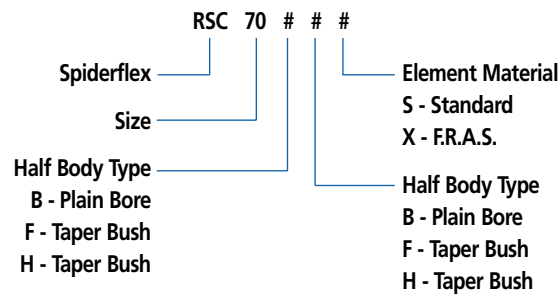 RSC 70 # # #
Spiderflex
Size
Half Body Type
B - Plain Bore
F - Taper Bush
H - Taper Bush
Element Material
S - Standard
X - F.R.A.S.
Half Body Type
B - Plain Bore
F - Taper Bush
H - Taper Bush